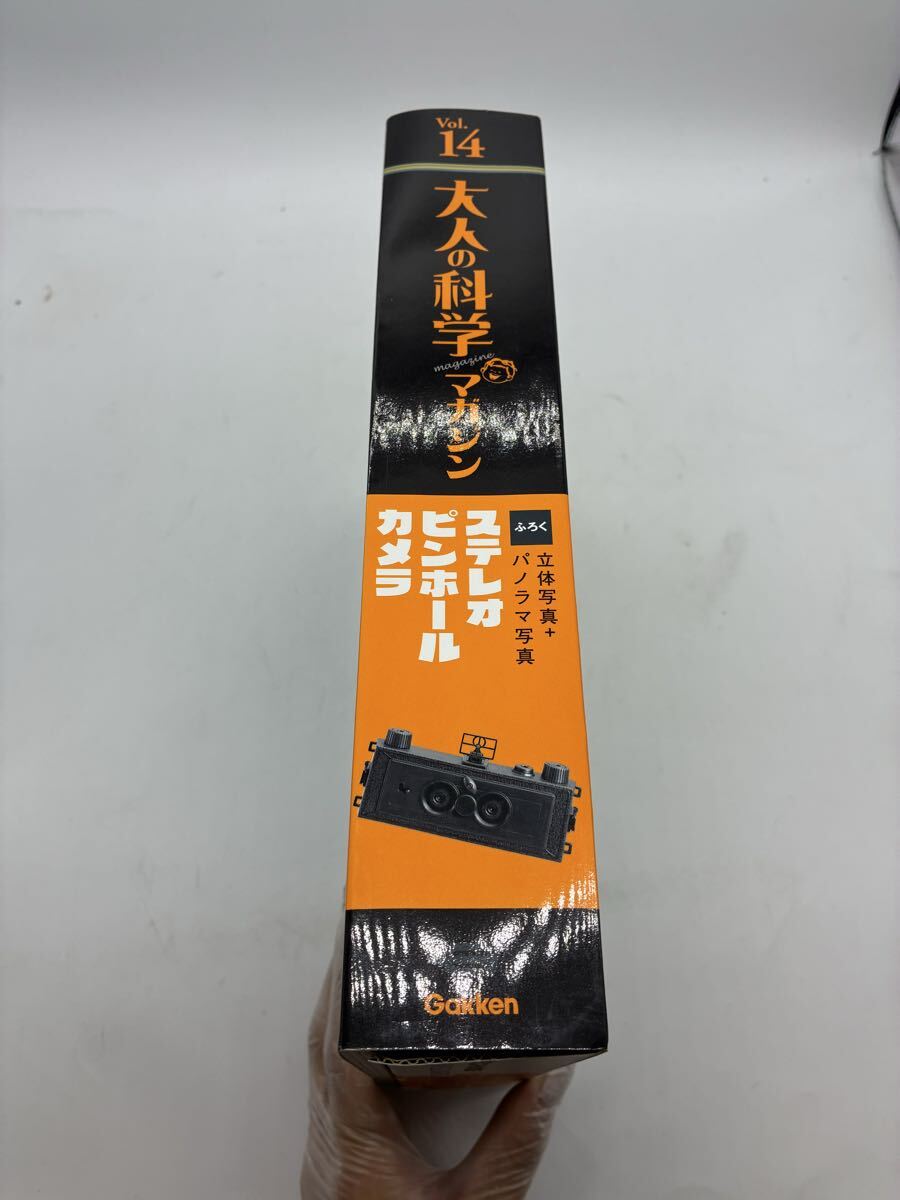 Vol.
14
大人の科学
magazine
マガジン
ふろく
立体写真+
パノラマ写真
ステレオ
ピンホール
カメラ
Gakken